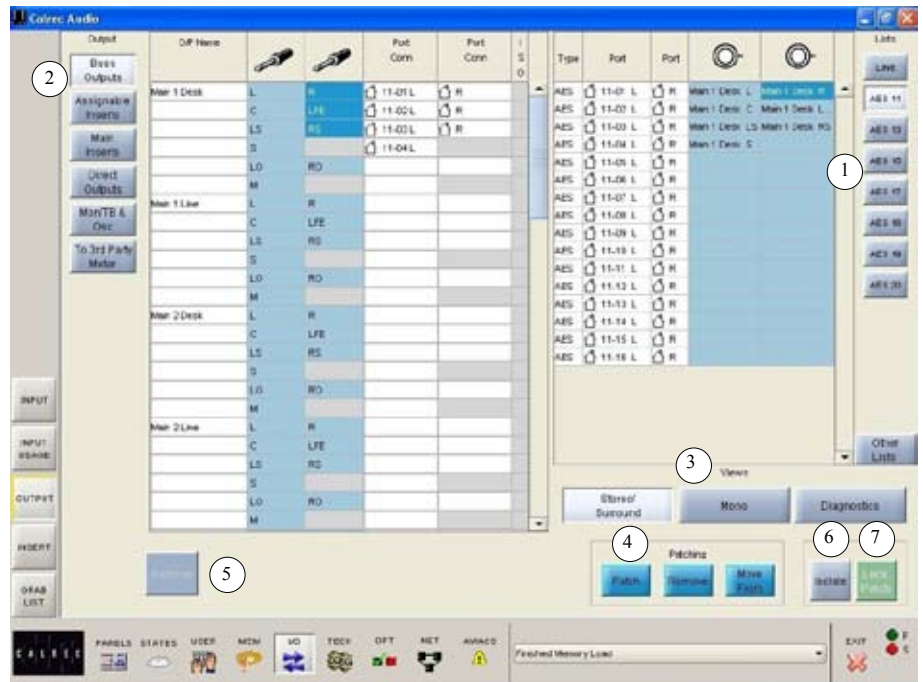 Calrec Audio
Output
2
Buss
Outputs
Assignable
Inserts
Main
Inserts
Direct
Outputs
Mon/TB &
Osc
To 3rd Party
Meter
INPUT
INPUT
USAGE
OUTPUT
INSERT
GRAB
LIST
O/P Name
Port
Conn
Port
Conn
I
S
O
Main 1 Desk L R 11-01 L R
C LFE 11-02 L R
LS RS 11-03 L R
S 11-04 L
LO RO
M
Main 1 Line L R
C LFE
LS RS
S
LO RO
M
Main 2 Desk L R
C LFE
LS RS
S
LO RO
M
Main 2 Line L R
C LFE
LS RS
S
LO RO
M
Type Port Port
AES 11-01 L R Main 1 Desk L Main 1 Desk R
AES 11-02 L R Main 1 Desk C Main 1 Desk L
AES 11-03 L R Main 1 Desk LS Main 1 Desk RS
AES 11-04 L R Main 1 Desk S
AES 11-05 L R
AES 11-06 L R
AES 11-07 L R
AES 11-08 L R
AES 11-09 L R
AES 11-10 L R
AES 11-11 L R
AES 11-12 L R
AES 11-13 L R
AES 11-14 L R
AES 11-15 L R
AES 11-16 L R
Lists
LINE
AES 11
AES 13
1
AES 17
AES 19
AES 20
Other
Lists
3
Views
Stereo/
Surround
Mono
Diagnostics
4
Patching
Patch
Remove
Move
From
5
6
7
Isolate
Lock
Patch
CALREC
PANELS
STATES
USER
MEM
I/O
TECH
OPT
NET
AWACS
Finished Memory Load
EXIT